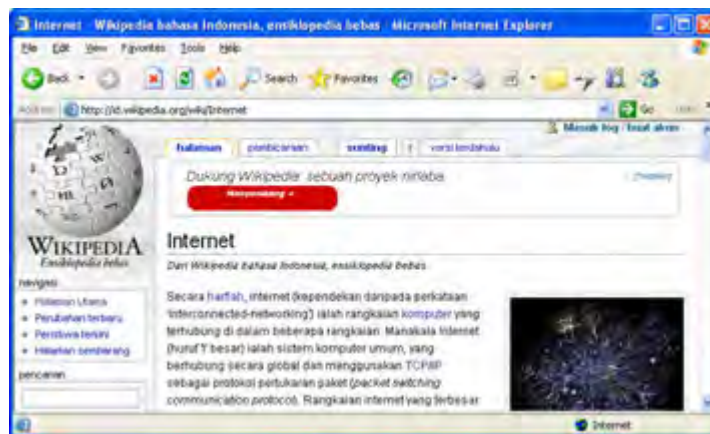 Internet - Wikipedia bahasa Indonesia, ensiklopedia bebas - Microsoft Internet Explorer
File Edit View Favorites Tools Help
Back Search Favorites
Address http://id.wikipedia.org/wiki/Internet Go
Masuk log / buat akun
halaman pembicaraan sunting versi terdahulu
Dukung Wikipedia: sebuah proyek nirlaba.
WIKIPEDIA
Ensiklopedia bebas
Internet
Dari Wikipedia bahasa Indonesia, ensiklopedia bebas
navigasi
Halaman Utama
Perubahan terbaru
Peristiwa terkini
Halaman sembarang
pencarian
Secara harfiah, internet (kependekan daripada perkataan
'interconnected-networking') ialah rangkaian komputer yang
terhubung di dalam beberapa rangkaian. Manakala Internet
(huruf 'I' besar) ialah sistem komputer umum, yang
berhubung secara global dan menggunakan TCP/IP
sebagai protokol pertukaran paket (packet switching
communication protocol). Rangkaian internet yang terbesar
Internet